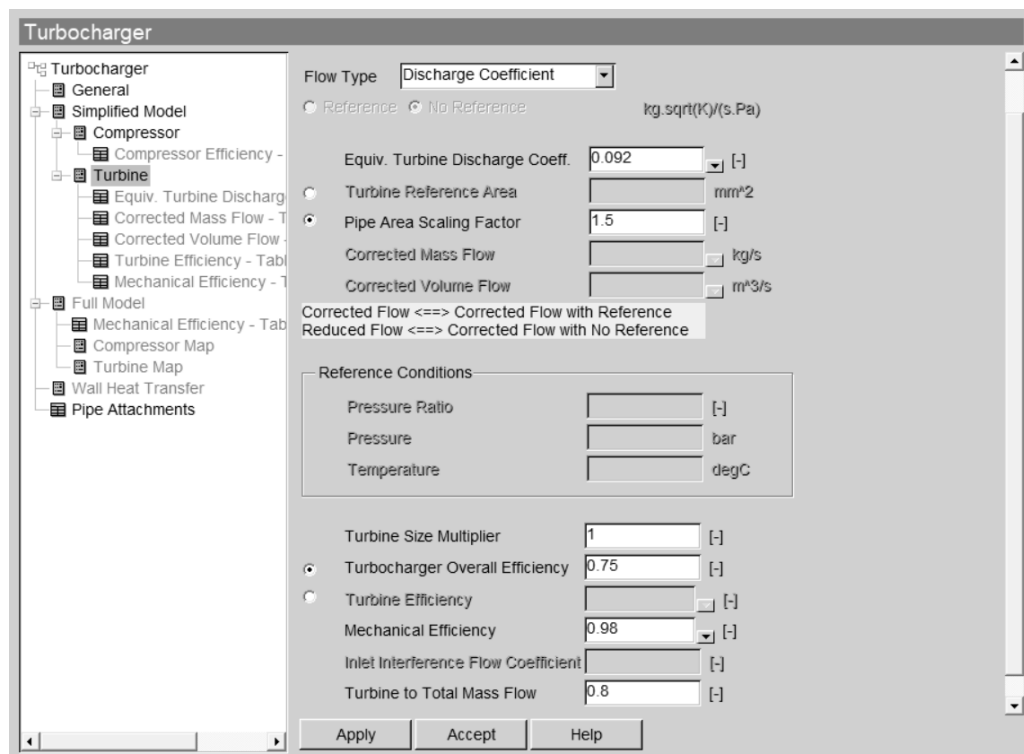 Turbocharger
Turbocharger
General
Simplified Model
Compressor
Compressor Efficiency -
Turbine
Equiv. Turbine Discharg
Corrected Mass Flow - T
Corrected Volume Flow -
Turbine Efficiency - Tabl
Mechanical Efficiency - T
Full Model
Mechanical Efficiency - Tab
Compressor Map
Turbine Map
Wall Heat Transfer
Pipe Attachments
Flow Type Discharge Coefficient
Reference No Reference kg.sqrt(K)/(s.Pa)
Equiv. Turbine Discharge Coeff. 0.092 [-]
Turbine Reference Area mm^2
Pipe Area Scaling Factor 1.5 [-]
Corrected Mass Flow kg/s
Corrected Volume Flow m^3/s
Corrected Flow <==> Corrected Flow with Reference
Reduced Flow <==> Corrected Flow with No Reference
Reference Conditions
Pressure Ratio [-]
Pressure bar
Temperature degC
Turbine Size Multiplier 1 [-]
Turbocharger Overall Efficiency 0.75 [-]
Turbine Efficiency [-]
Mechanical Efficiency 0.98 [-]
Inlet Interference Flow Coefficient [-]
Turbine to Total Mass Flow 0.8 [-]
Apply Accept Help